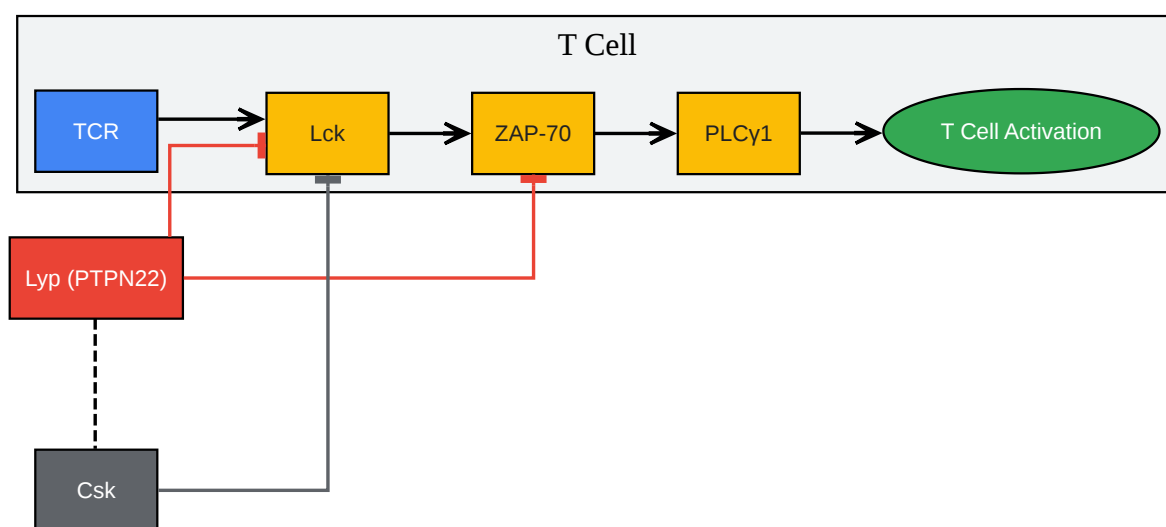 T Cell
TCR
Lck
ZAP-70
PLCγ1
T Cell Activation
Lyp (PTPN22)
Csk